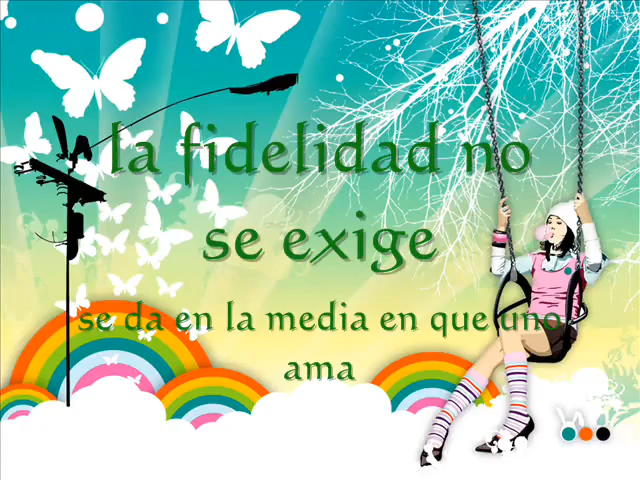 la fidelidad no
se exige
se da en la media en que uno
ama